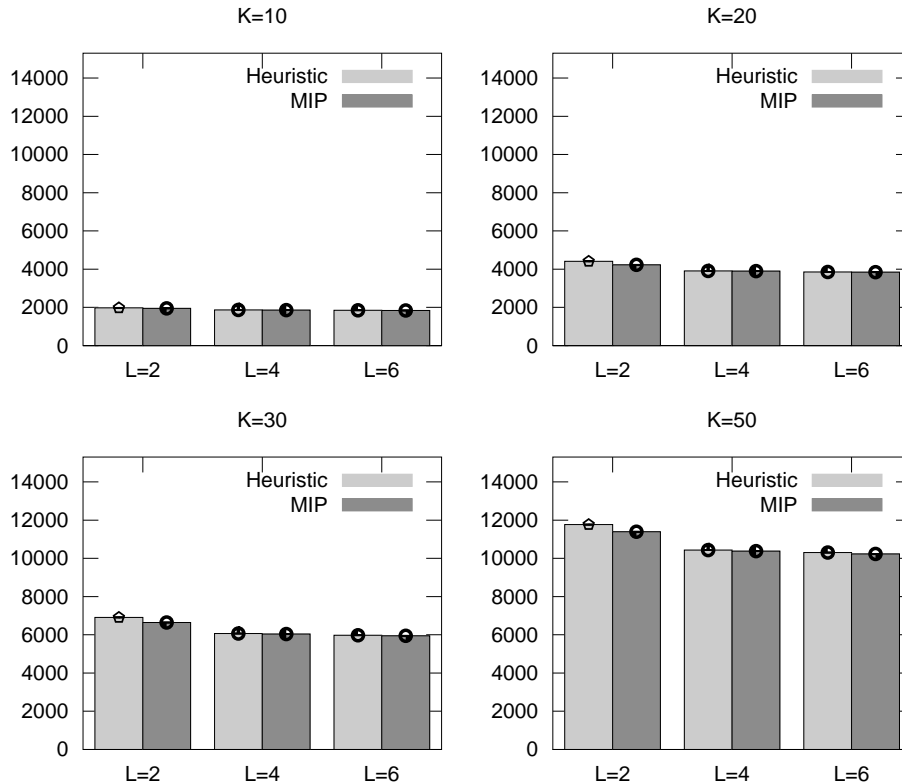 K=10
14000
12000
10000
8000
6000
4000
2000
0
Heuristic
MIP
L=2 L=4 L=6
K=20
14000
12000
10000
8000
6000
4000
2000
0
Heuristic
MIP
L=2 L=4 L=6
K=30
14000
12000
10000
8000
6000
4000
2000
0
Heuristic
MIP
L=2 L=4 L=6
K=50
14000
12000
10000
8000
6000
4000
2000
0
Heuristic
MIP
L=2 L=4 L=6